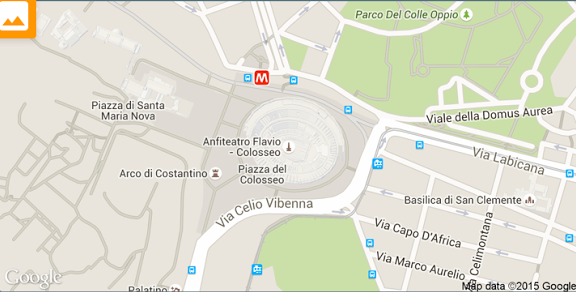 Parco Del Colle Oppio
M
Piazza di Santa
Maria Nova
Viale della Domus Aurea
Anfiteatro Flavio
- Colosseo
Via Labicana
Arco di Costantino
Piazza del
Colosseo
Basilica di San Clemente
Via Celio Vibenna
Via Capo D'Africa
Celimontana
Via Marco Aurelio
Google
Palatino
Map data ©2015 Google